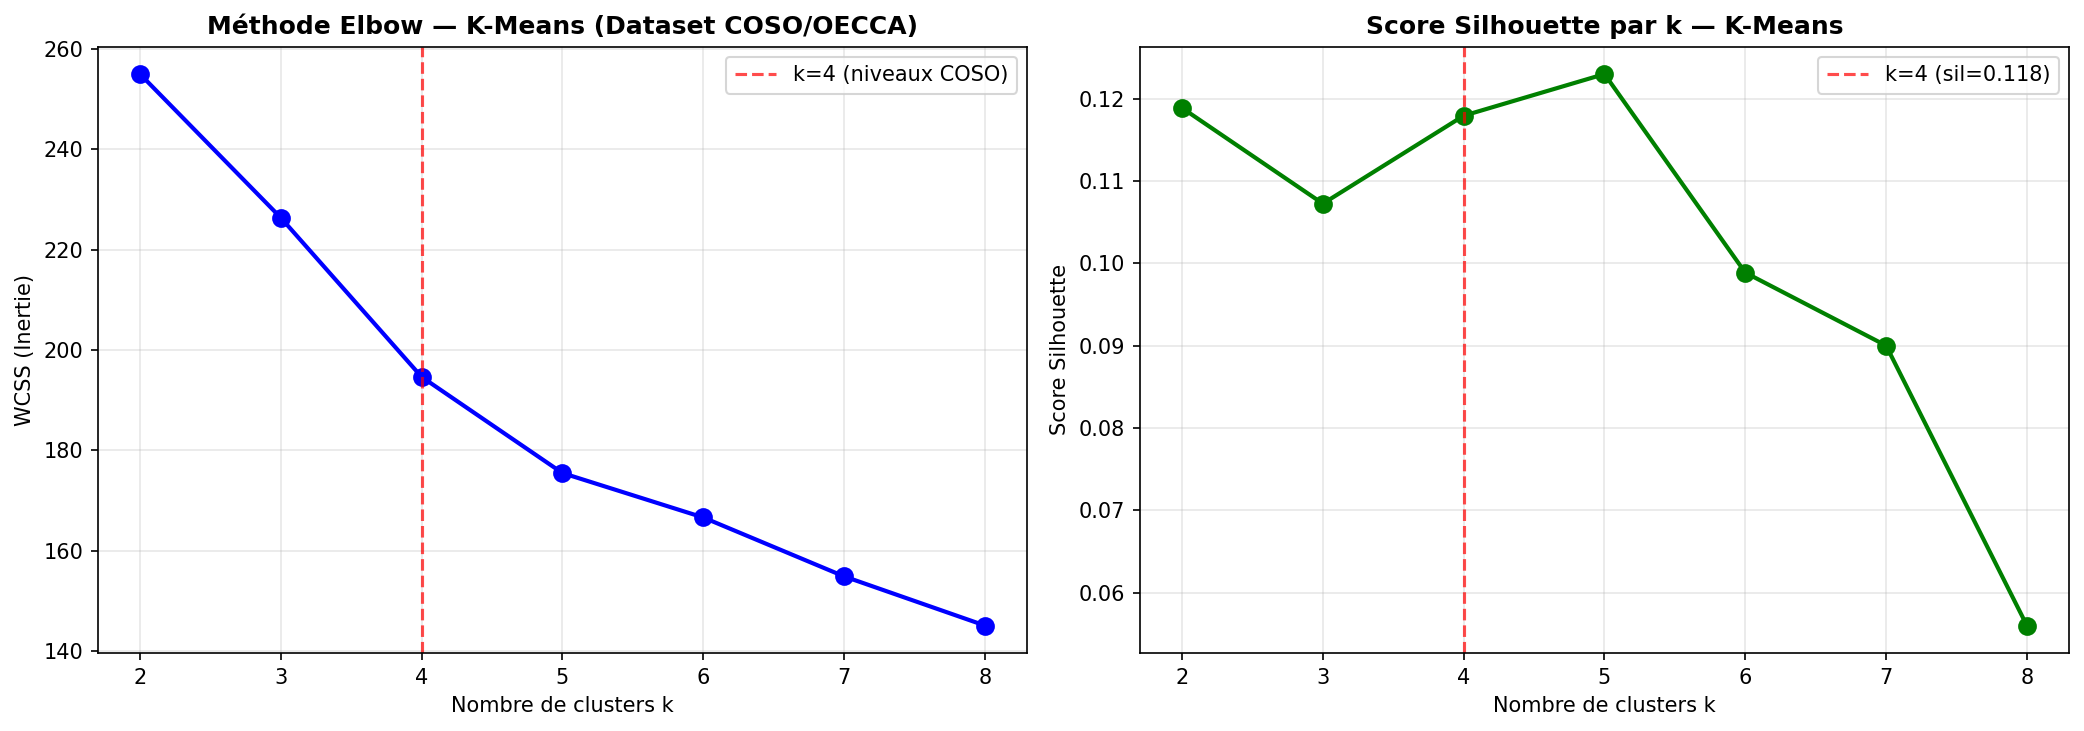 Méthode Elbow — K-Means (Dataset COSO/OECCA)
k=4 (niveaux COSO)
260
240
220
200
180
160
140
WCSS (Inertie)
2 3 4 5 6 7 8
Nombre de clusters k
Score Silhouette par k — K-Means
k=4 (sil=0.118)
0.12
0.11
0.10
0.09
0.08
0.07
0.06
Score Silhouette
2 3 4 5 6 7 8
Nombre de clusters k